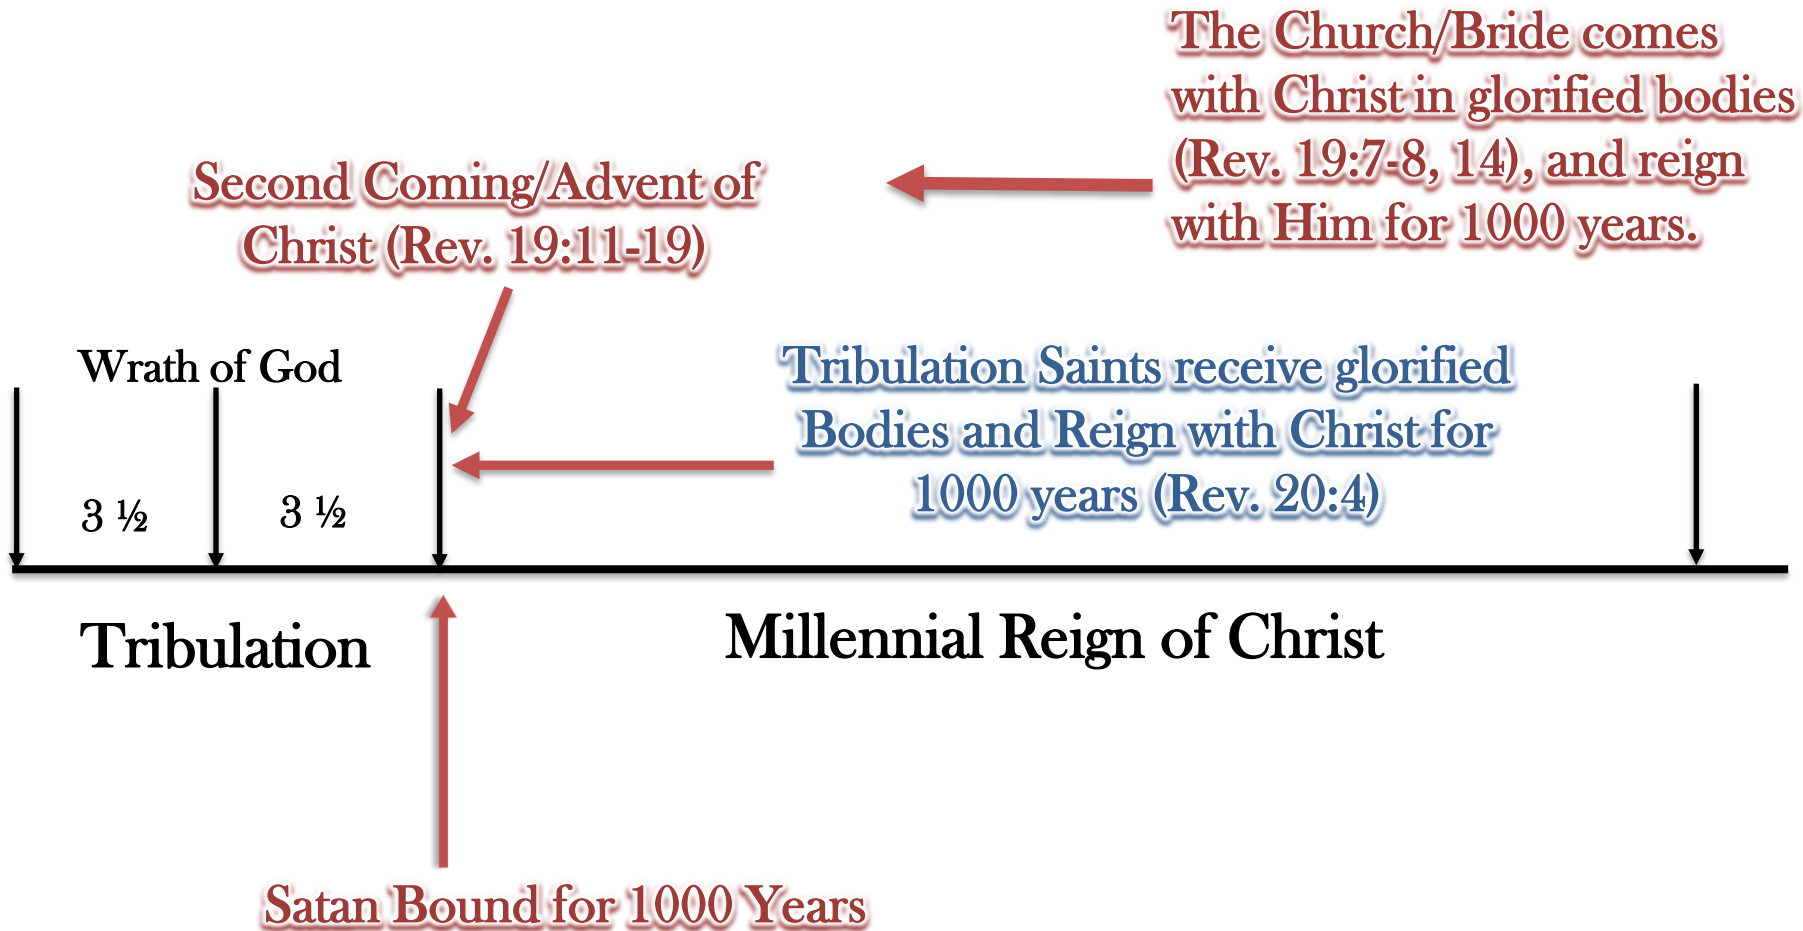 The Church/Bride comes
with Christ in glorified bodies
(Rev. 19:7-8, 14), and reign
with Him for 1000 years.
Second Coming/Advent of
Christ (Rev. 19:11-19)
Wrath of God
Tribulation Saints receive glorified
Bodies and Reign with Christ for
1000 years (Rev. 20:4)
3 ½
3 ½
Tribulation
Millennial Reign of Christ
Satan Bound for 1000 Years